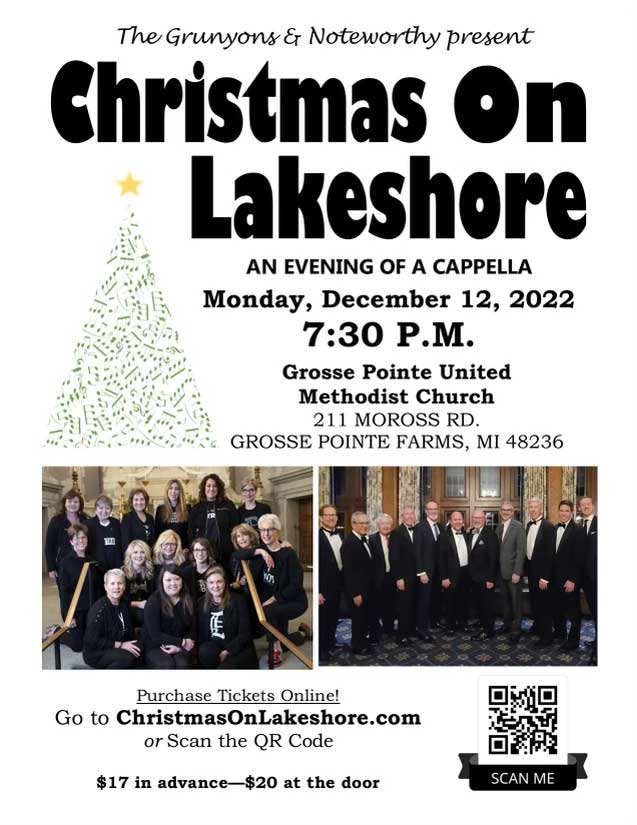 The Grunyons & Noteworthy present
Christmas On
Lakeshore
AN EVENING OF A CAPPELLA
Monday, December 12, 2022
7:30 P.M.
Grosse Pointe United
Methodist Church
211 MOROSS RD.
GROSSE POINTE FARMS, MI 48236
Purchase Tickets Online!
Go to ChristmasOnLakeshore.com
or Scan the QR Code
$17 in advance—$20 at the door
SCAN ME